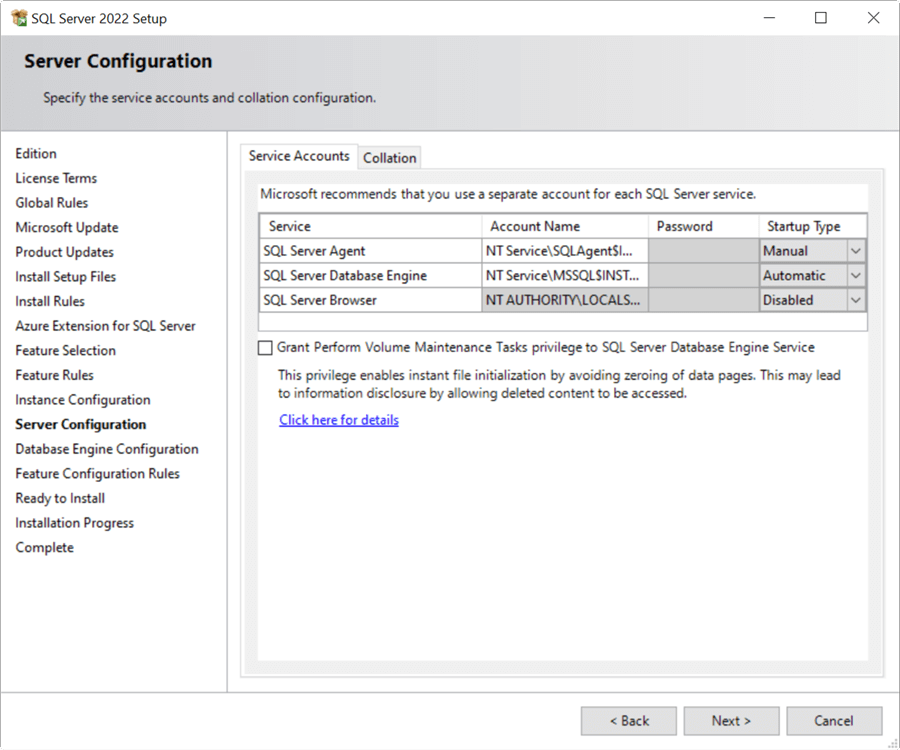 SQL Server 2022 Setup
Server Configuration
Specify the service accounts and collation configuration.
Edition
License Terms
Global Rules
Microsoft Update
Product Updates
Install Setup Files
Install Rules
Azure Extension for SQL Server
Feature Selection
Feature Rules
Instance Configuration
Server Configuration
Database Engine Configuration
Feature Configuration Rules
Ready to Install
Installation Progress
Complete
Service Accounts Collation
Microsoft recommends that you use a separate account for each SQL Server service.
Service Account Name Password Startup Type
SQL Server Agent NT Service\SQLAgent$I... Manual
SQL Server Database Engine NT Service\MSSQL$INST... Automatic
SQL Server Browser NT AUTHORITY\LOCALS... Disabled
Grant Perform Volume Maintenance Tasks privilege to SQL Server Database Engine Service
This privilege enables instant file initialization by avoiding zeroing of data pages. This may lead
to information disclosure by allowing deleted content to be accessed.
Click here for details
< Back Next > Cancel